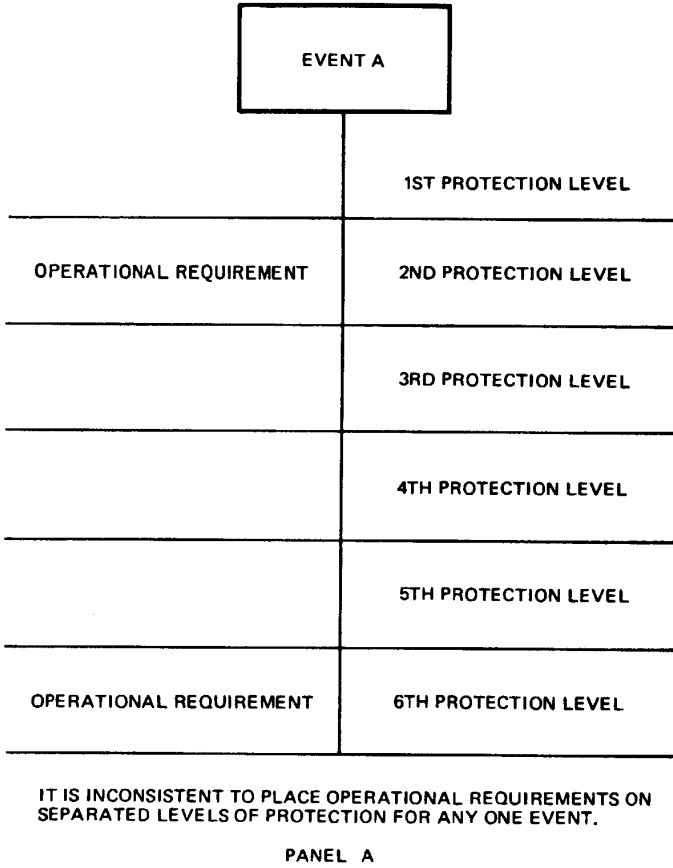 EVENT A
1ST PROTECTION LEVEL
OPERATIONAL REQUIREMENT 2ND PROTECTION LEVEL
3RD PROTECTION LEVEL
4TH PROTECTION LEVEL
5TH PROTECTION LEVEL
OPERATIONAL REQUIREMENT 6TH PROTECTION LEVEL
IT IS INCONSISTENT TO PLACE OPERATIONAL REQUIREMENTS ON
SEPARATED LEVELS OF PROTECTION FOR ANY ONE EVENT.
PANEL A